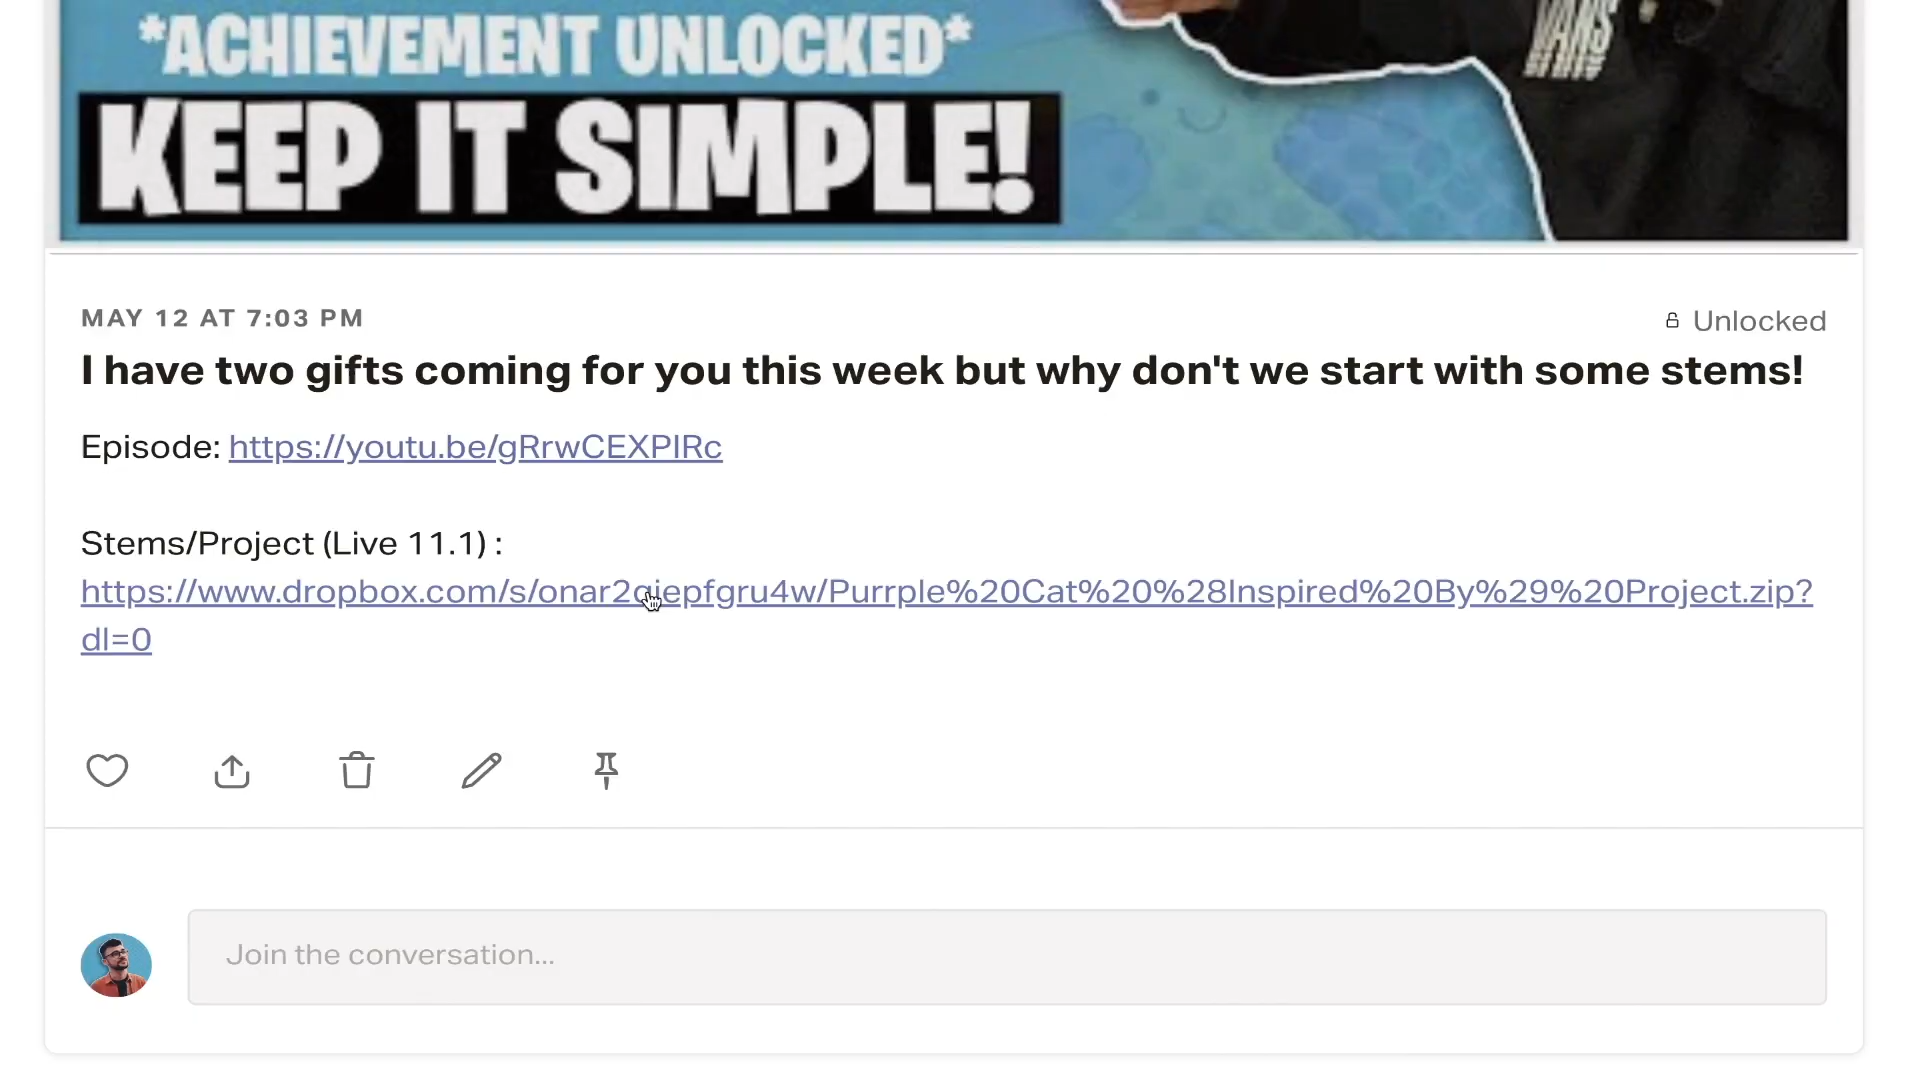 *ACHIEVEMENT UNLOCKED*
KEEP IT SIMPLE!
VANS
MAY 12 AT 7:03 PM
Unlocked
I have two gifts coming for you this week but why don't we start with some stems!
Episode: https://youtu.be/gRrwCEXPIRc
Stems/Project (Live 11.1) :
https://www.dropbox.com/s/onar2qjepfgru4w/Purrple%20Cat%20%28Inspired%20By%29%20Project.zip?
dl=0
Join the conversation...